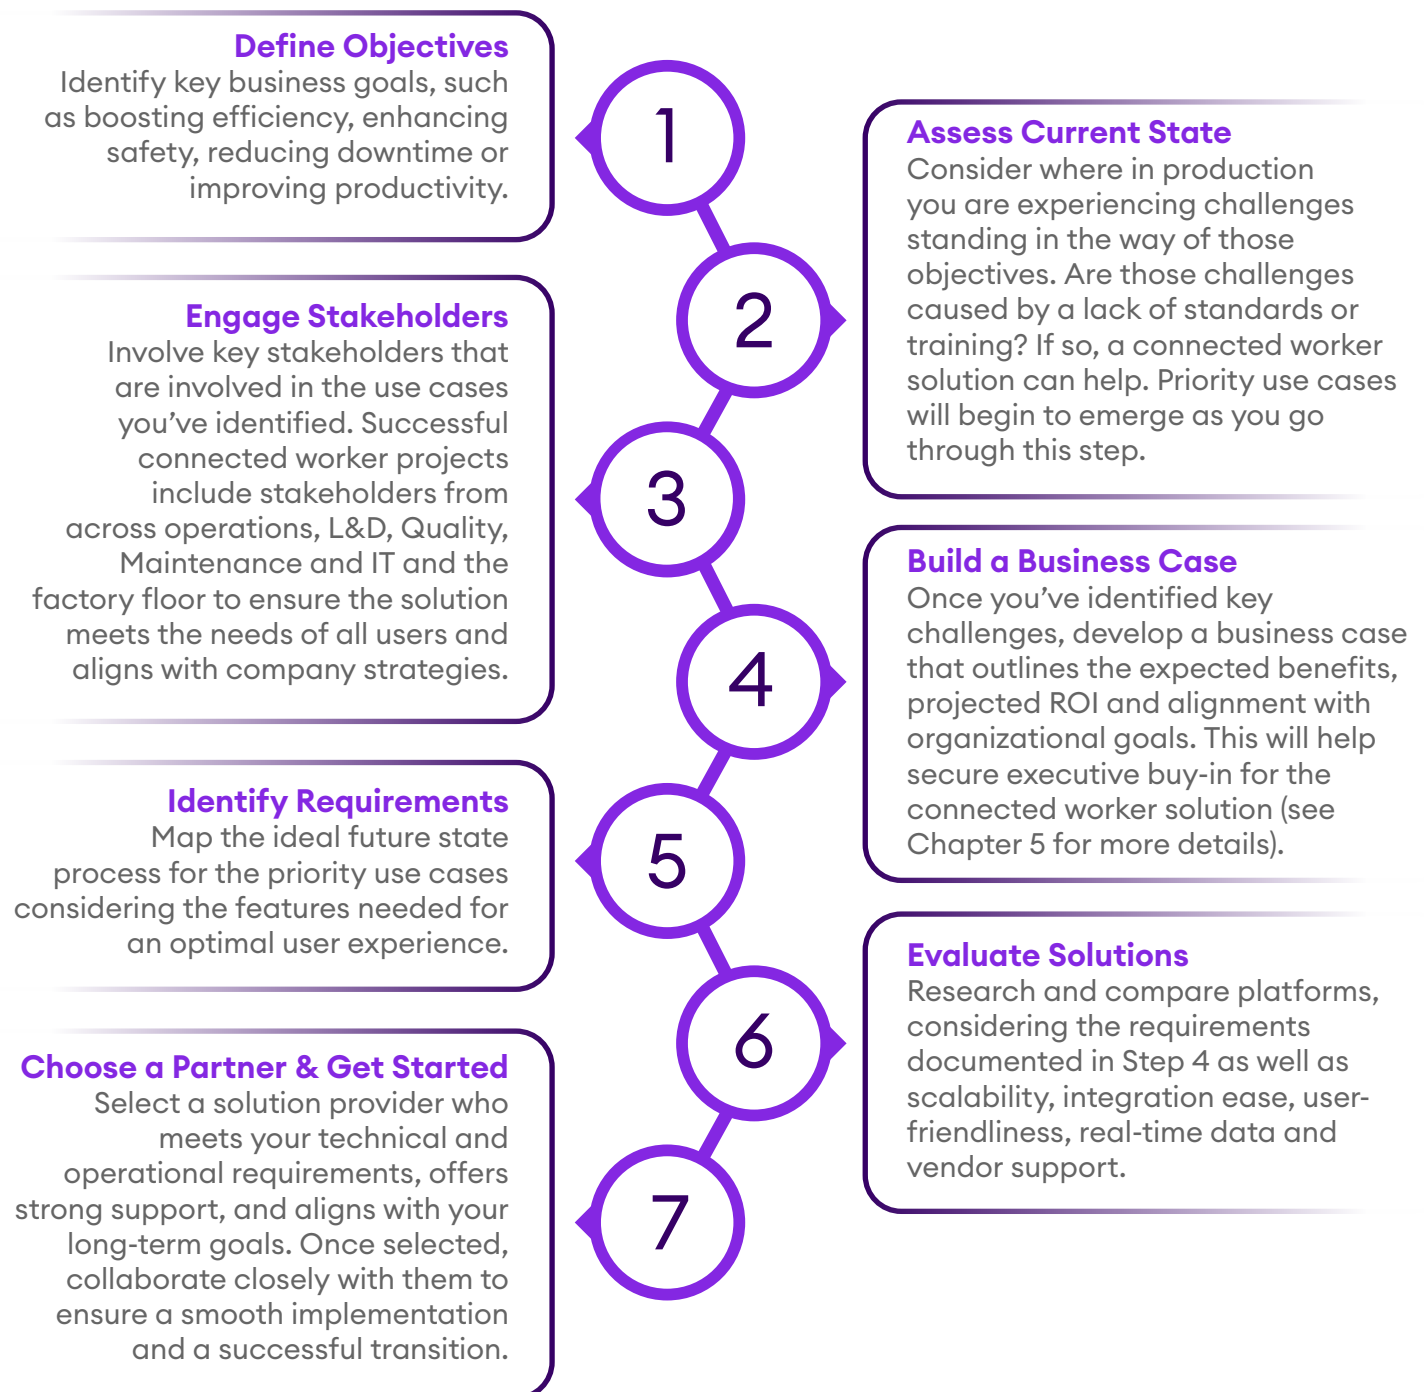 Define Objectives
Identify key business goals, such
as boosting efficiency, enhancing
safety, reducing downtime or
improving productivity.
1
Assess Current State
Consider where in production
you are experiencing challenges
standing in the way of those
objectives. Are those challenges
caused by a lack of standards or
training? If so, a connected worker
solution can help. Priority use cases
will begin to emerge as you go
through this step.
2
Engage Stakeholders
Involve key stakeholders that
are involved in the use cases
you’ve identified. Successful
connected worker projects
include stakeholders from
across operations, L&D, Quality,
Maintenance and IT and the
factory floor to ensure the solution
meets the needs of all users and
aligns with company strategies.
3
Build a Business Case
Once you’ve identified key
challenges, develop a business case
that outlines the expected benefits,
projected ROI and alignment with
organizational goals. This will help
secure executive buy-in for the
connected worker solution (see
Chapter 5 for more details).
4
Identify Requirements
Map the ideal future state
process for the priority use cases
considering the features needed for
an optimal user experience.
5
Evaluate Solutions
Research and compare platforms,
considering the requirements
documented in Step 4 as well as
scalability, integration ease, user-
friendliness, real-time data and
vendor support.
6
Choose a Partner & Get Started
Select a solution provider who
meets your technical and
operational requirements, offers
strong support, and aligns with your
long-term goals. Once selected,
collaborate closely with them to
ensure a smooth implementation
and a successful transition.
7